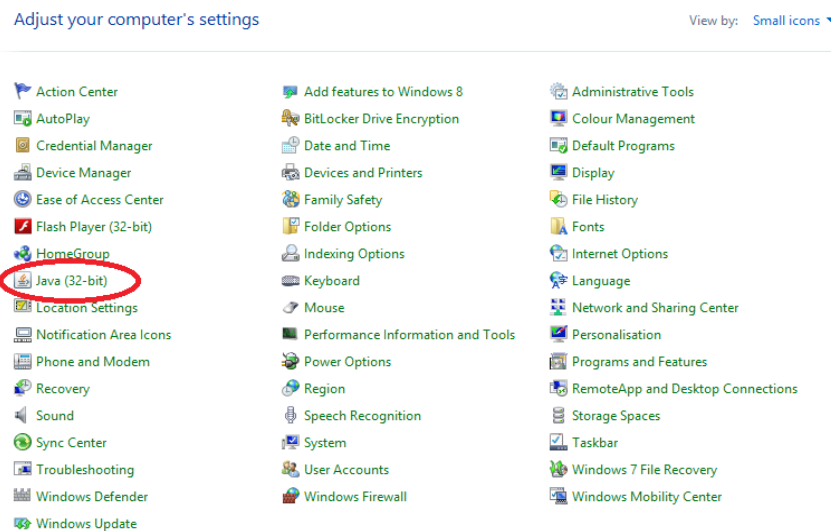 Adjust your computer's settings
View by: Small icons
Action Center
Add features to Windows 8
Administrative Tools
AutoPlay
BitLocker Drive Encryption
Colour Management
Credential Manager
Date and Time
Default Programs
Device Manager
Devices and Printers
Display
Ease of Access Center
Family Safety
File History
Flash Player (32-bit)
Folder Options
Fonts
HomeGroup
Indexing Options
Internet Options
Java (32-bit)
Keyboard
Language
Location Settings
Mouse
Network and Sharing Center
Notification Area Icons
Performance Information and Tools
Personalisation
Phone and Modem
Power Options
Programs and Features
Recovery
Region
RemoteApp and Desktop Connections
Sound
Speech Recognition
Storage Spaces
Sync Center
System
Taskbar
Troubleshooting
User Accounts
Windows 7 File Recovery
Windows Defender
Windows Firewall
Windows Mobility Center
Windows Update